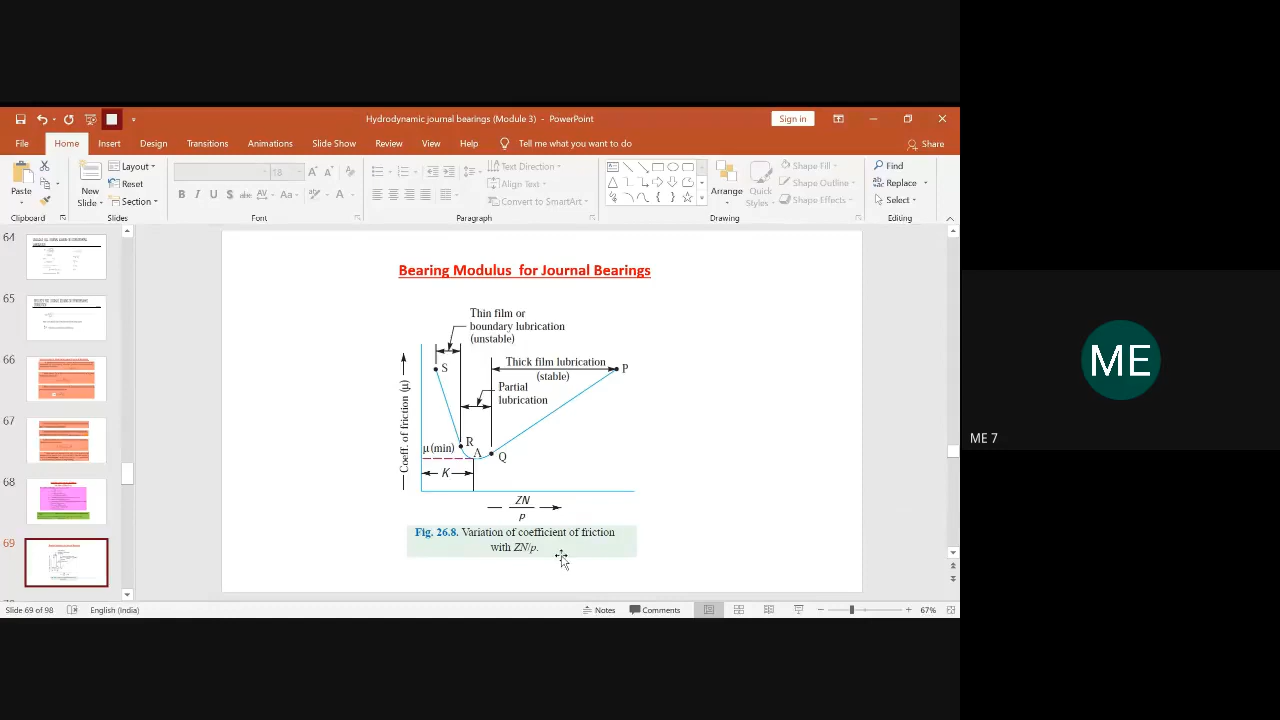 Hydrodynamic journal bearings (Module 3) - PowerPoint
Sign in
File
Home
Insert
Design
Transitions
Animations
Slide Show
Review
View
Help
Tell me what you want to do
Share
Paste
New
Slide
Layout
Reset
Section
18
B I U S abc AV Aa A
Text Direction
Align Text
Convert to SmartArt
Arrange
Quick
Styles
Shape Fill
Shape Outline
Shape Effects
Find
Replace
Select
Clipboard
Slides
Font
Paragraph
Drawing
Editing
64
65
66
67
68
69
Bearing Modulus for Journal Bearings
Thin film or
boundary lubrication
(unstable)
Thick film lubrication
(stable)
S
P
Partial
lubrication
Coeff. of friction (μ)
R
μ (min)
A
Q
K
ZN
p
Fig. 26.8. Variation of coefficient of friction
with ZN/p.
Slide 69 of 98
English (India)
Notes
Comments
67%
ME
ME 7